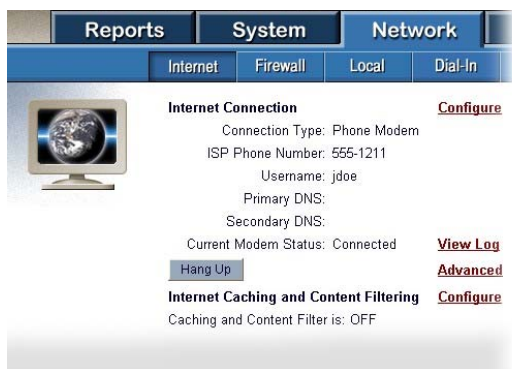 Reports System Network
Internet Firewall Local Dial-In
Internet Connection Configure
Connection Type: Phone Modem
ISP Phone Number: 555-1211
Username: jdoe
Primary DNS:
Secondary DNS:
Current Modem Status: Connected View Log
Hang Up Advanced
Internet Caching and Content Filtering Configure
Caching and Content Filter is: OFF